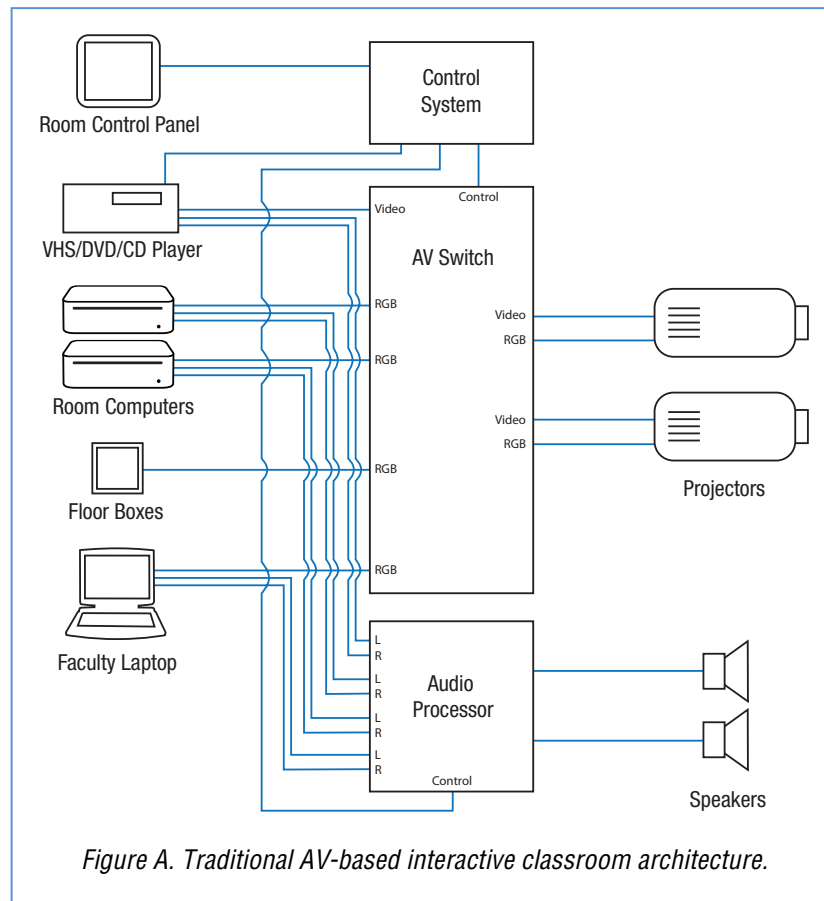 Control
System
Room Control Panel
Control
Video
VHS/DVD/CD Player
AV Switch
RGB
Video
RGB
RGB
Room Computers
Video
RGB
RGB
Floor Boxes
Projectors
RGB
Faculty Laptop
L
R
L
R
Audio
Processor
L
R
L
R
Control
Speakers
Figure A. Traditional AV-based interactive classroom architecture.